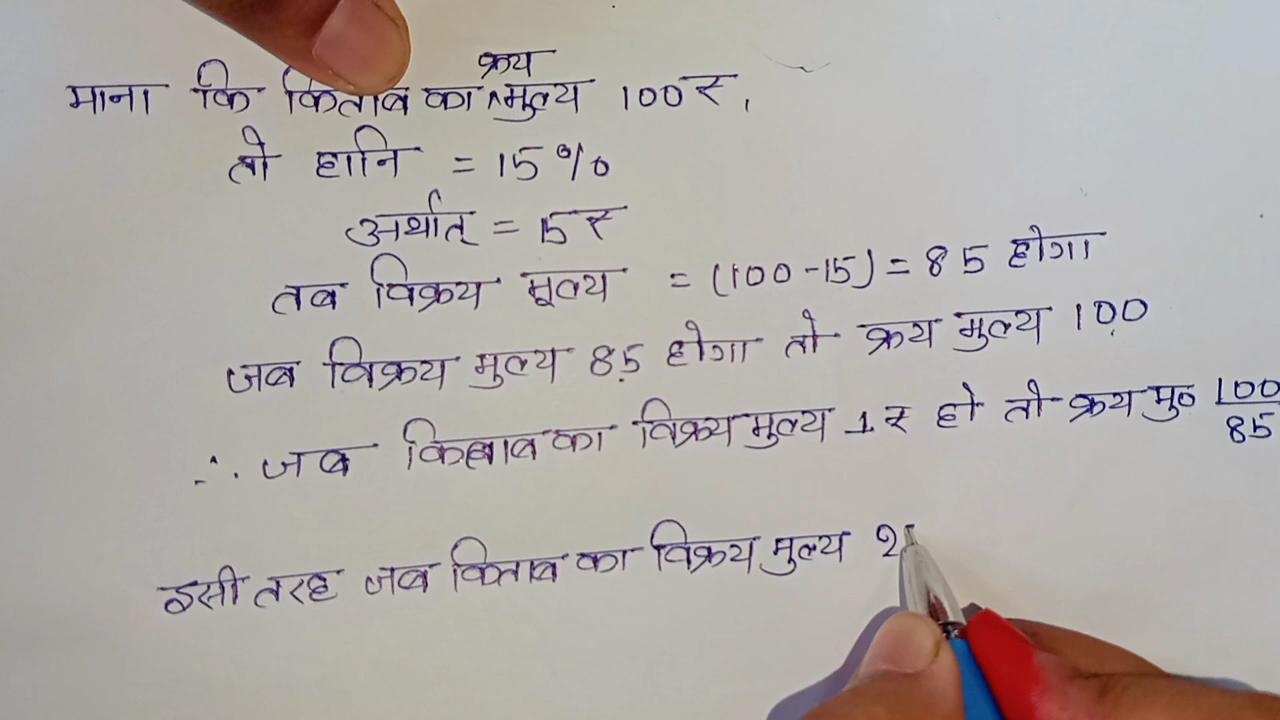 माना कि किताब का ^ क्रय मुल्य 100 रु,
तो हानि = 15%
अर्थात् = 15 रु
तब विक्रय मूल्य = (100-15) = 85 होगा
जब विक्रय मुल्य 85 होगा तो क्रय मुल्य 100
∴ जब किताब का विक्रय मुल्य 1 रु हो तो क्रय मु० 100/85
इसी तरह जब किताब का विक्रय मुल्य 2